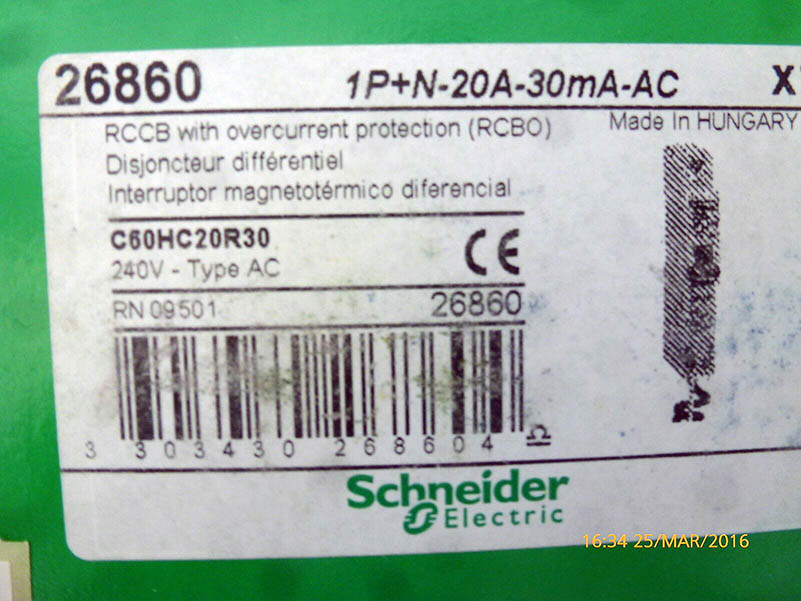 26860 1P+N-20A-30mA-AC X
RCCB with overcurrent protection (RCBO) Made In HUNGARY
Disjoncteur différentiel
Interruptor magnetotérmico diferencial
C60HC20R30
240V - Type AC CE
RN 09501 26860
3 303430 268604
Schneider
Electric
16:34 25/MAR/2016